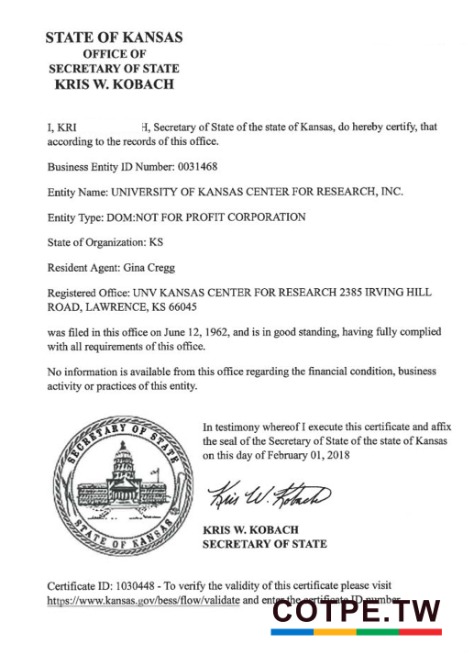 STATE OF KANSAS
OFFICE OF
SECRETARY OF STATE
KRIS W. KOBACH
I, KRI H, Secretary of State of the state of Kansas, do hereby certify, that
according to the records of this office.
Business Entity ID Number: 0031468
Entity Name: UNIVERSITY OF KANSAS CENTER FOR RESEARCH, INC.
Entity Type: DOM:NOT FOR PROFIT CORPORATION
State of Organization: KS
Resident Agent: Gina Cregg
Registered Office: UNV KANSAS CENTER FOR RESEARCH 2385 IRVING HILL
ROAD, LAWRENCE, KS 66045
was filed in this office on June 12, 1962, and is in good standing, having fully complied
with all requirements of this office.
No information is available from this office regarding the financial condition, business
activity or practices of this entity.
SECRETARY OF STATE
STATE OF KANSAS
In testimony whereof I execute this certificate and affix
the seal of the Secretary of State of the state of Kansas
on this day of February 01, 2018
Kris W. Kobach
KRIS W. KOBACH
SECRETARY OF STATE
Certificate ID: 1030448 - To verify the validity of this certificate please visit
https://www.kansas.gov/bess/flow/validate and enter the certificate ID number.
COTPE.TW